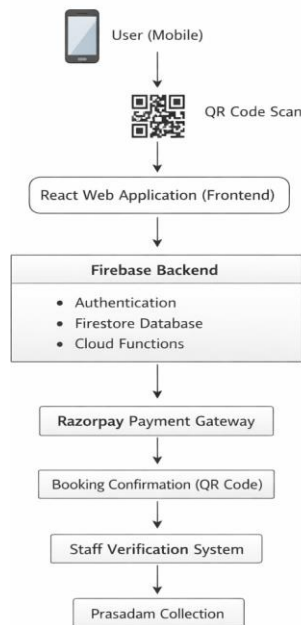 User (Mobile)
QR Code Scan
React Web Application (Frontend)
Firebase Backend
• Authentication
• Firestore Database
• Cloud Functions
Razorpay Payment Gateway
Booking Confirmation (QR Code)
Staff Verification System
Prasadam Collection